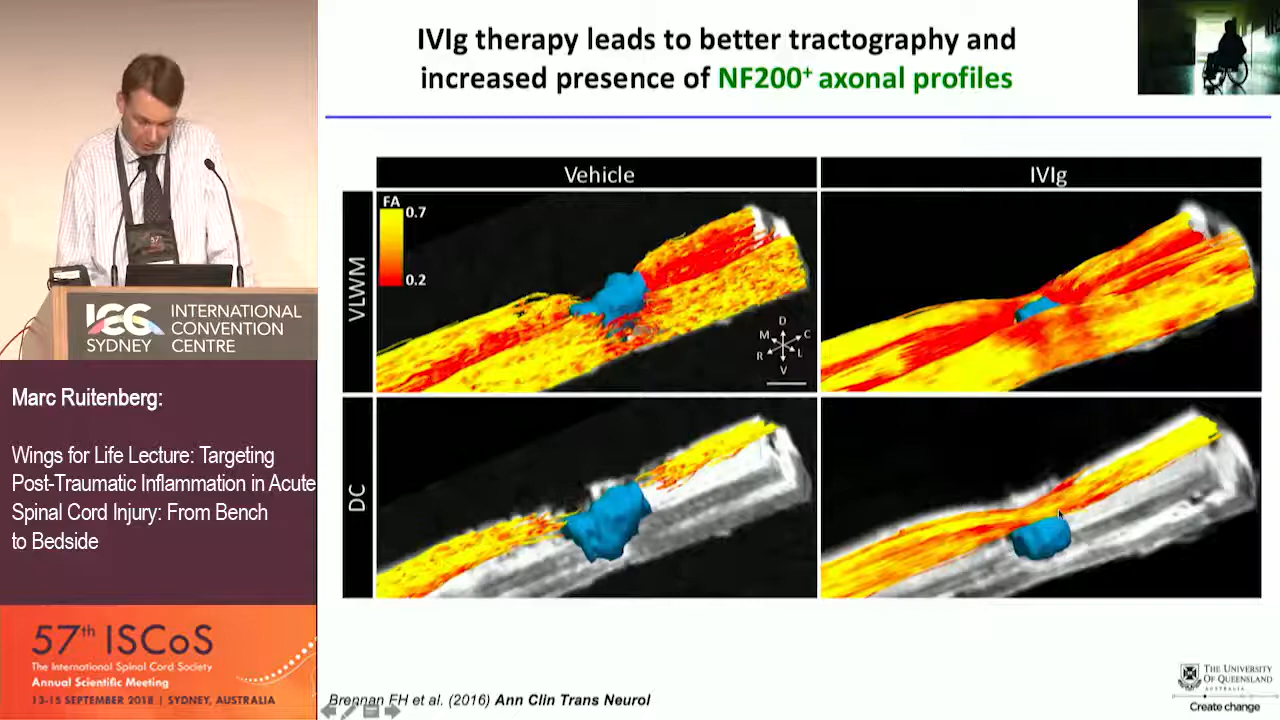 IVIg therapy leads to better tractography and
increased presence of NF200⁺ axonal profiles
Vehicle
IVIg
VLWM
FA
0.7
0.2
D
M
C
R
L
V
DC
57th
ICC
SYDNEY
INTERNATIONAL
CONVENTION
CENTRE
Marc Ruitenberg:
Wings for Life Lecture: Targeting
Post-Traumatic Inflammation in Acute
Spinal Cord Injury: From Bench
to Bedside
57th ISCoS
The International Spinal Cord Society
Annual Scientific Meeting
13-15 SEPTEMBER 2018 | SYDNEY, AUSTRALIA
Brennan FH et al. (2016) Ann Clin Trans Neurol
THE UNIVERSITY
OF QUEENSLAND
AUSTRALIA
Create change